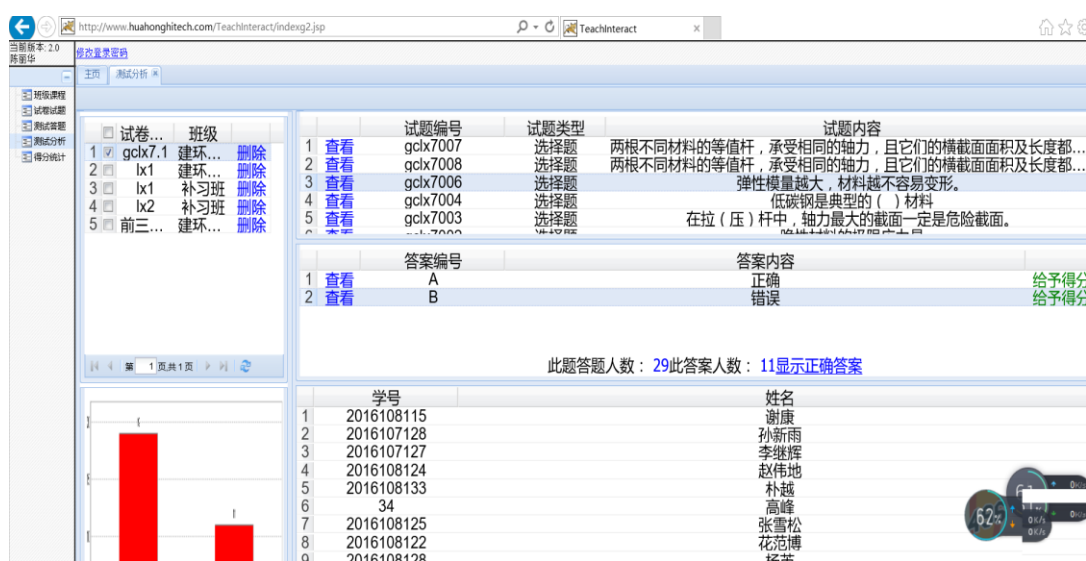 http://www.huahonghitech.com/TeachInteract/indexg2.jsp
TeachInteract
当前版本: 2.0
陈丽华
修改登录密码
主页 测试分析
班级课程
试卷试题
测试答题
测试分析
得分统计
试卷... 班级
1 gclx7.1 建环... 删除
2 lx1 建环... 删除
3 lx1 补习班 删除
4 lx2 补习班 删除
5 前三... 建环... 删除
第 1 页,共1页
试题编号 试题类型 试题内容
1 查看 gclx7007 选择题 两根不同材料的等值杆，承受相同的轴力，且它们的横截面面积及长度都...
2 查看 gclx7008 选择题 两根不同材料的等值杆，承受相同的轴力，且它们的横截面面积及长度都...
3 查看 gclx7006 选择题 弹性模量越大，材料越不容易变形。
4 查看 gclx7004 选择题 低碳钢是典型的（ ）材料
5 查看 gclx7003 选择题 在拉（压）杆中，轴力最大的截面一定是危险截面。
答案编号 答案内容
1 查看 A 正确 给予得分
2 查看 B 错误 给予得分
此题答题人数： 29此答案人数： 11显示正确答案
学号 姓名
1 2016108115 谢康
2 2016107128 孙新雨
3 2016107127 李继辉
4 2016108124 赵伟地
5 2016108133 朴越
6 34 高峰
7 2016108125 张雪松
8 2016108122 花范博
9 2016108128
62%
0K/s
0K/s